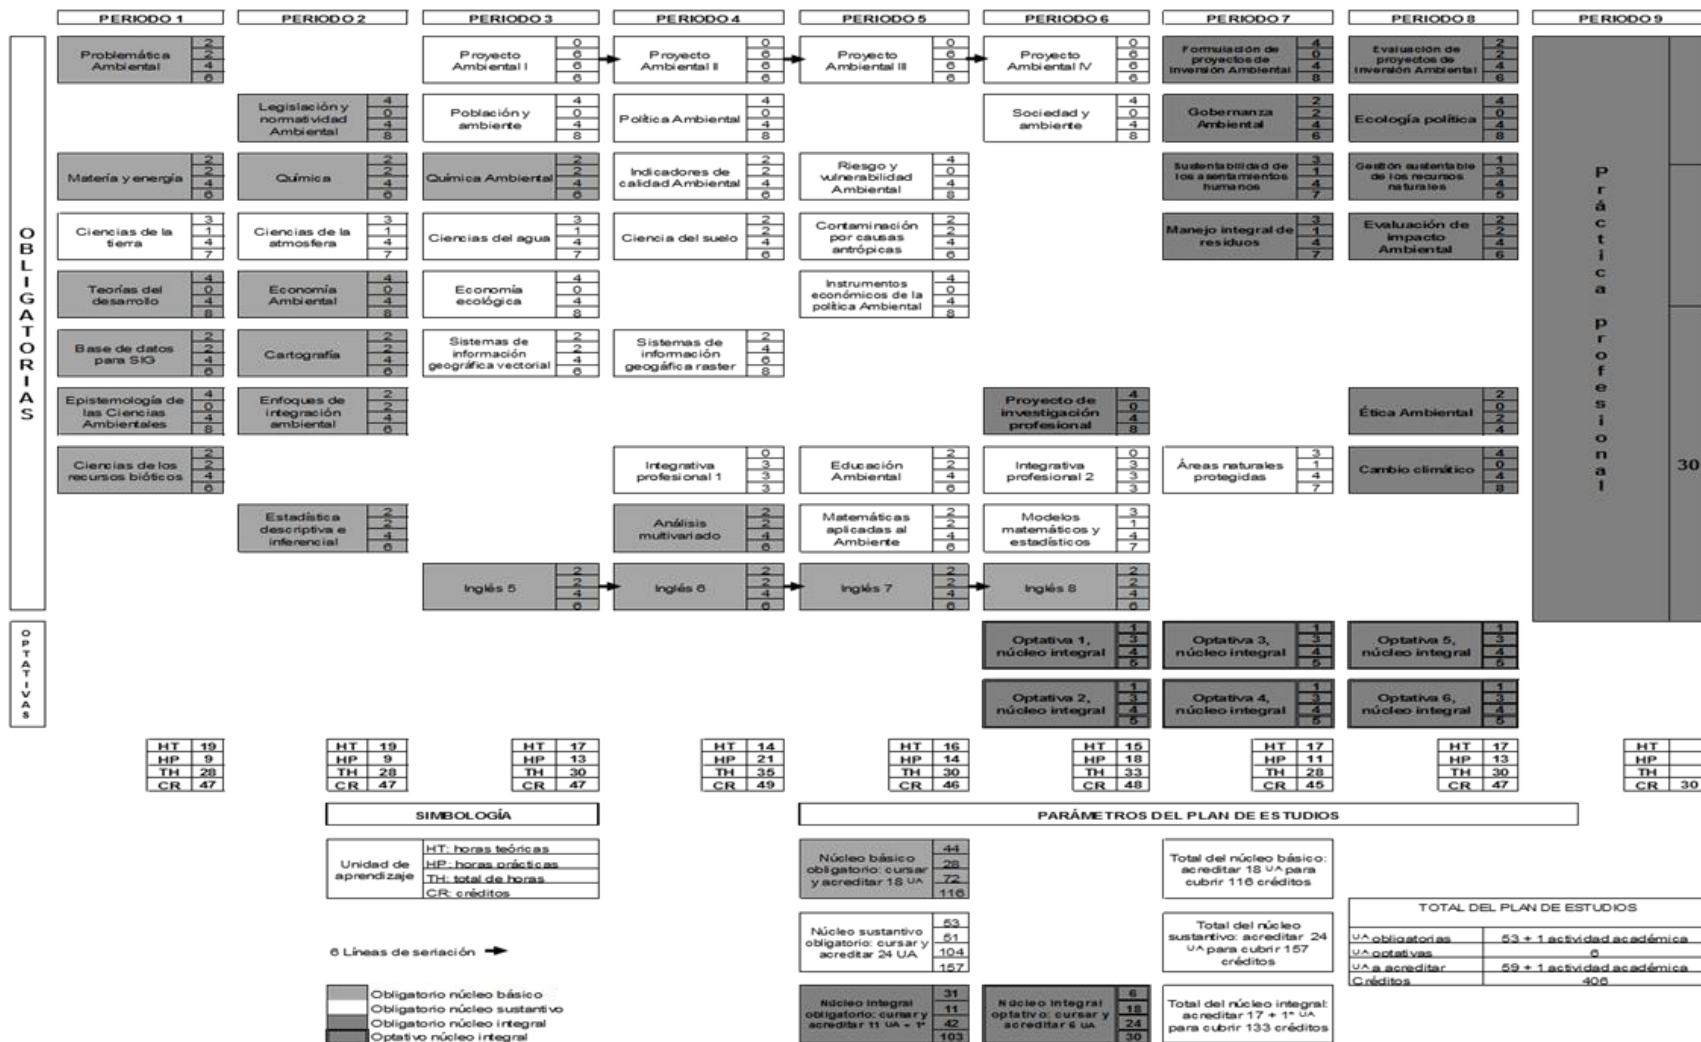 PERIODO 1 PERIODO 2 PERIODO 3 PERIODO 4 PERIODO 5 PERIODO 6 PERIODO 7 PERIODO 8 PERIODO 9
OBLIGATORIAS
Problemática
Ambiental
2
2
4
6
Proyecto
Ambiental I
0
6
6
6
Proyecto
Ambiental II
0
6
6
6
Proyecto
Ambiental III
0
6
6
6
Proyecto
Ambiental IV
0
6
6
6
Formulación de
proyectos de
Inversión Ambiental
4
0
4
8
Evaluación de
proyectos de
Inversión Ambiental
2
2
4
6
Práctica profesional
30
Legislación y
normatividad
Ambiental
4
0
4
8
Población y
ambiente
4
0
4
8
Política Ambiental
4
0
4
8
Sociedad y
ambiente
4
0
4
8
Gobernanza
Ambiental
2
2
4
6
Ecología política
4
0
4
8
Matería y energía
2
2
4
6
Química
2
2
4
6
Química Ambiental
2
2
4
6
Indicadores de
calidad Ambiental
2
2
4
6
Riesgo y
vulnerabilidad
Ambiental
4
0
4
8
Sustentabilidad de
los asentamientos
humanos
3
1
4
7
Gestión sustentable
de los recursos
naturales
1
3
4
5
Ciencias de la
tierra
3
1
4
7
Ciencias de la
atmosfera
3
1
4
7
Ciencias del agua
3
1
4
7
Ciencia del suelo
2
2
4
6
Contaminación
por causas
antrópicas
2
2
4
6
Manejo integral de
residuos
3
1
4
7
Evaluación de
impacto
Ambiental
2
2
4
6
Teorías del
desarrollo
4
0
4
8
Economía
Ambiental
4
0
4
8
Economía
ecológica
4
0
4
8
Instrumentos
económicos de la
política Ambiental
4
0
4
8
Base de datos
para SIG
2
2
4
6
Cartografía
2
2
4
6
Sistemas de
información
geográfica vectorial
2
2
4
6
Sistemas de
información
geogáfica raster
2
4
6
8
Epistemología de
las Ciencias
Ambientales
4
0
4
8
Enfoques de
integración
ambiental
2
2
4
6
Proyecto de
investigación
profesional
4
0
4
8
Ética Ambiental
2
0
2
4
Ciencias de los
recursos bióticos
2
2
4
6
Integrativa
profesional 1
0
3
3
3
Educación
Ambiental
2
2
4
6
Integrativa
profesional 2
0
3
3
3
Áreas naturales
protegidas
3
1
4
7
Cambio climático
4
0
4
8
Estadística
descriptiva e
inferencial
2
2
4
6
Análisis
multivariado
2
2
4
6
Matemáticas
aplicadas al
Ambiente
2
2
4
6
Modelos
matemáticos y
estadísticos
3
1
4
7
Inglés 5
2
2
4
6
Inglés 6
2
2
4
6
Inglés 7
2
2
4
6
Inglés 8
2
2
4
6
OPTATIVAS
Optativa 1,
núcleo integral
1
3
4
5
Optativa 3,
núcleo integral
1
3
4
5
Optativa 5,
núcleo integral
1
3
4
5
Optativa 2,
núcleo integral
1
3
4
5
Optativa 4,
núcleo integral
1
3
4
5
Optativa 6,
núcleo integral
1
3
4
5
HT 19 HT 19 HT 17 HT 14 HT 16 HT 15 HT 17 HT 17 HT
HP 9 HP 9 HP 13 HP 21 HP 14 HP 18 HP 11 HP 13 HP
TH 28 TH 28 TH 30 TH 35 TH 30 TH 33 TH 28 TH 30 TH
CR 47 CR 47 CR 47 CR 49 CR 46 CR 48 CR 45 CR 47 CR 30
SIMBOLOGÍA
Unidad de
aprendizaje
HT: horas teóricas
HP: horas prácticas
TH: total de horas
CR: créditos
6 Líneas de seriación
Obligatorio núcleo básico
Obligatorio núcleo sustantivo
Obligatorio núcleo integral
Optativo núcleo integral
PARÁMETROS DEL PLAN DE ESTUDIOS
Núcleo básico
obligatorio: cursar
y acreditar 18 UA
44
28
72
116
Total del núcleo básico:
acreditar 18 UA para
cubrir 116 créditos
Núcleo sustantivo
obligatorio: cursar y
acreditar 24 UA
53
51
104
157
Total del núcleo
sustantivo: acreditar 24
UA para cubrir 157
créditos
Núcleo Integral
obligatorio: cursar y
acreditar 11 UA + 1*
31
11
42
103
Núcleo Integral
optativo: cursar y
acreditar 6 UA
6
18
24
30
Total del núcleo integral:
acreditar 17 + 1* UA
para cubrir 133 créditos
TOTAL DEL PLAN DE ESTUDIOS
UA obligatorias 53 + 1 actividad académica
UA optativas 6
UA a acreditar 59 + 1 actividad académica
Créditos 406